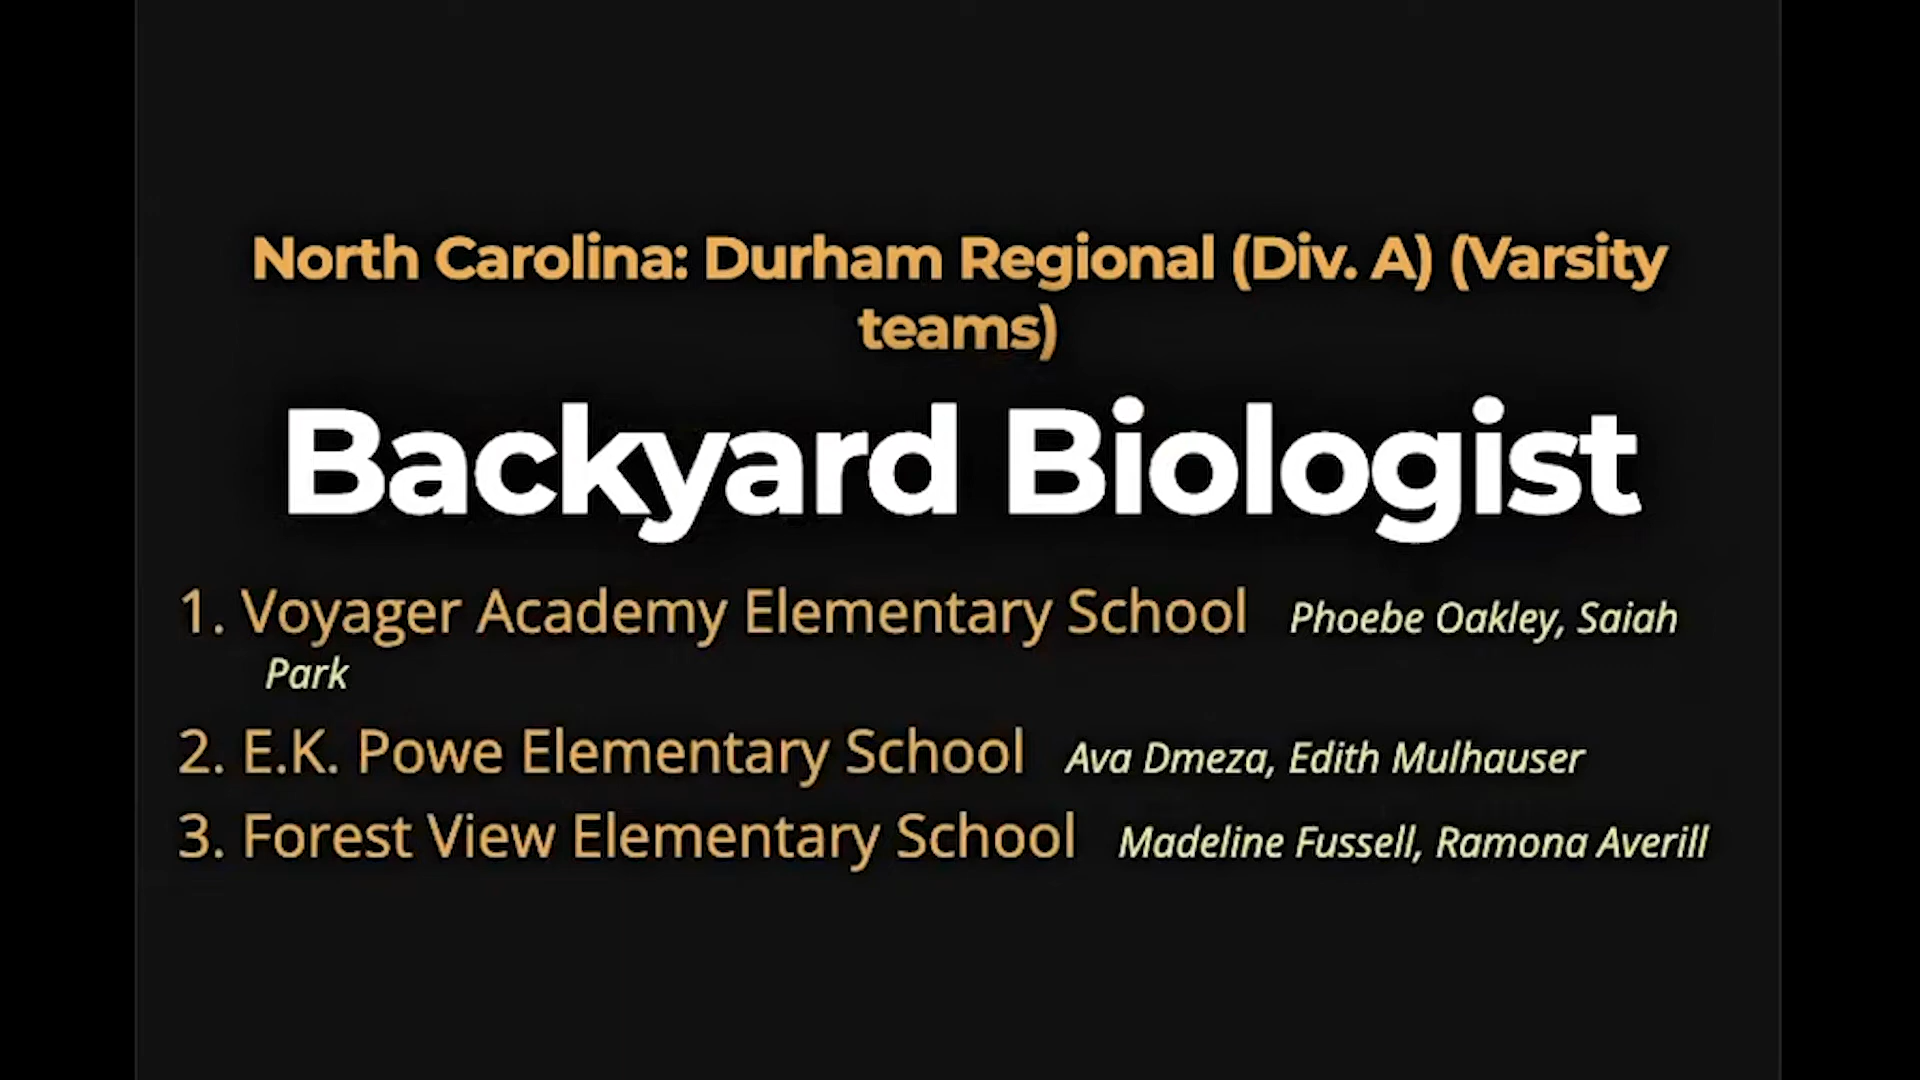 North Carolina: Durham Regional (Div. A) (Varsity
teams)
Backyard Biologist
1. Voyager Academy Elementary School Phoebe Oakley, Saiah
Park
2. E.K. Powe Elementary School Ava Dmeza, Edith Mulhauser
3. Forest View Elementary School Madeline Fussell, Ramona Averill